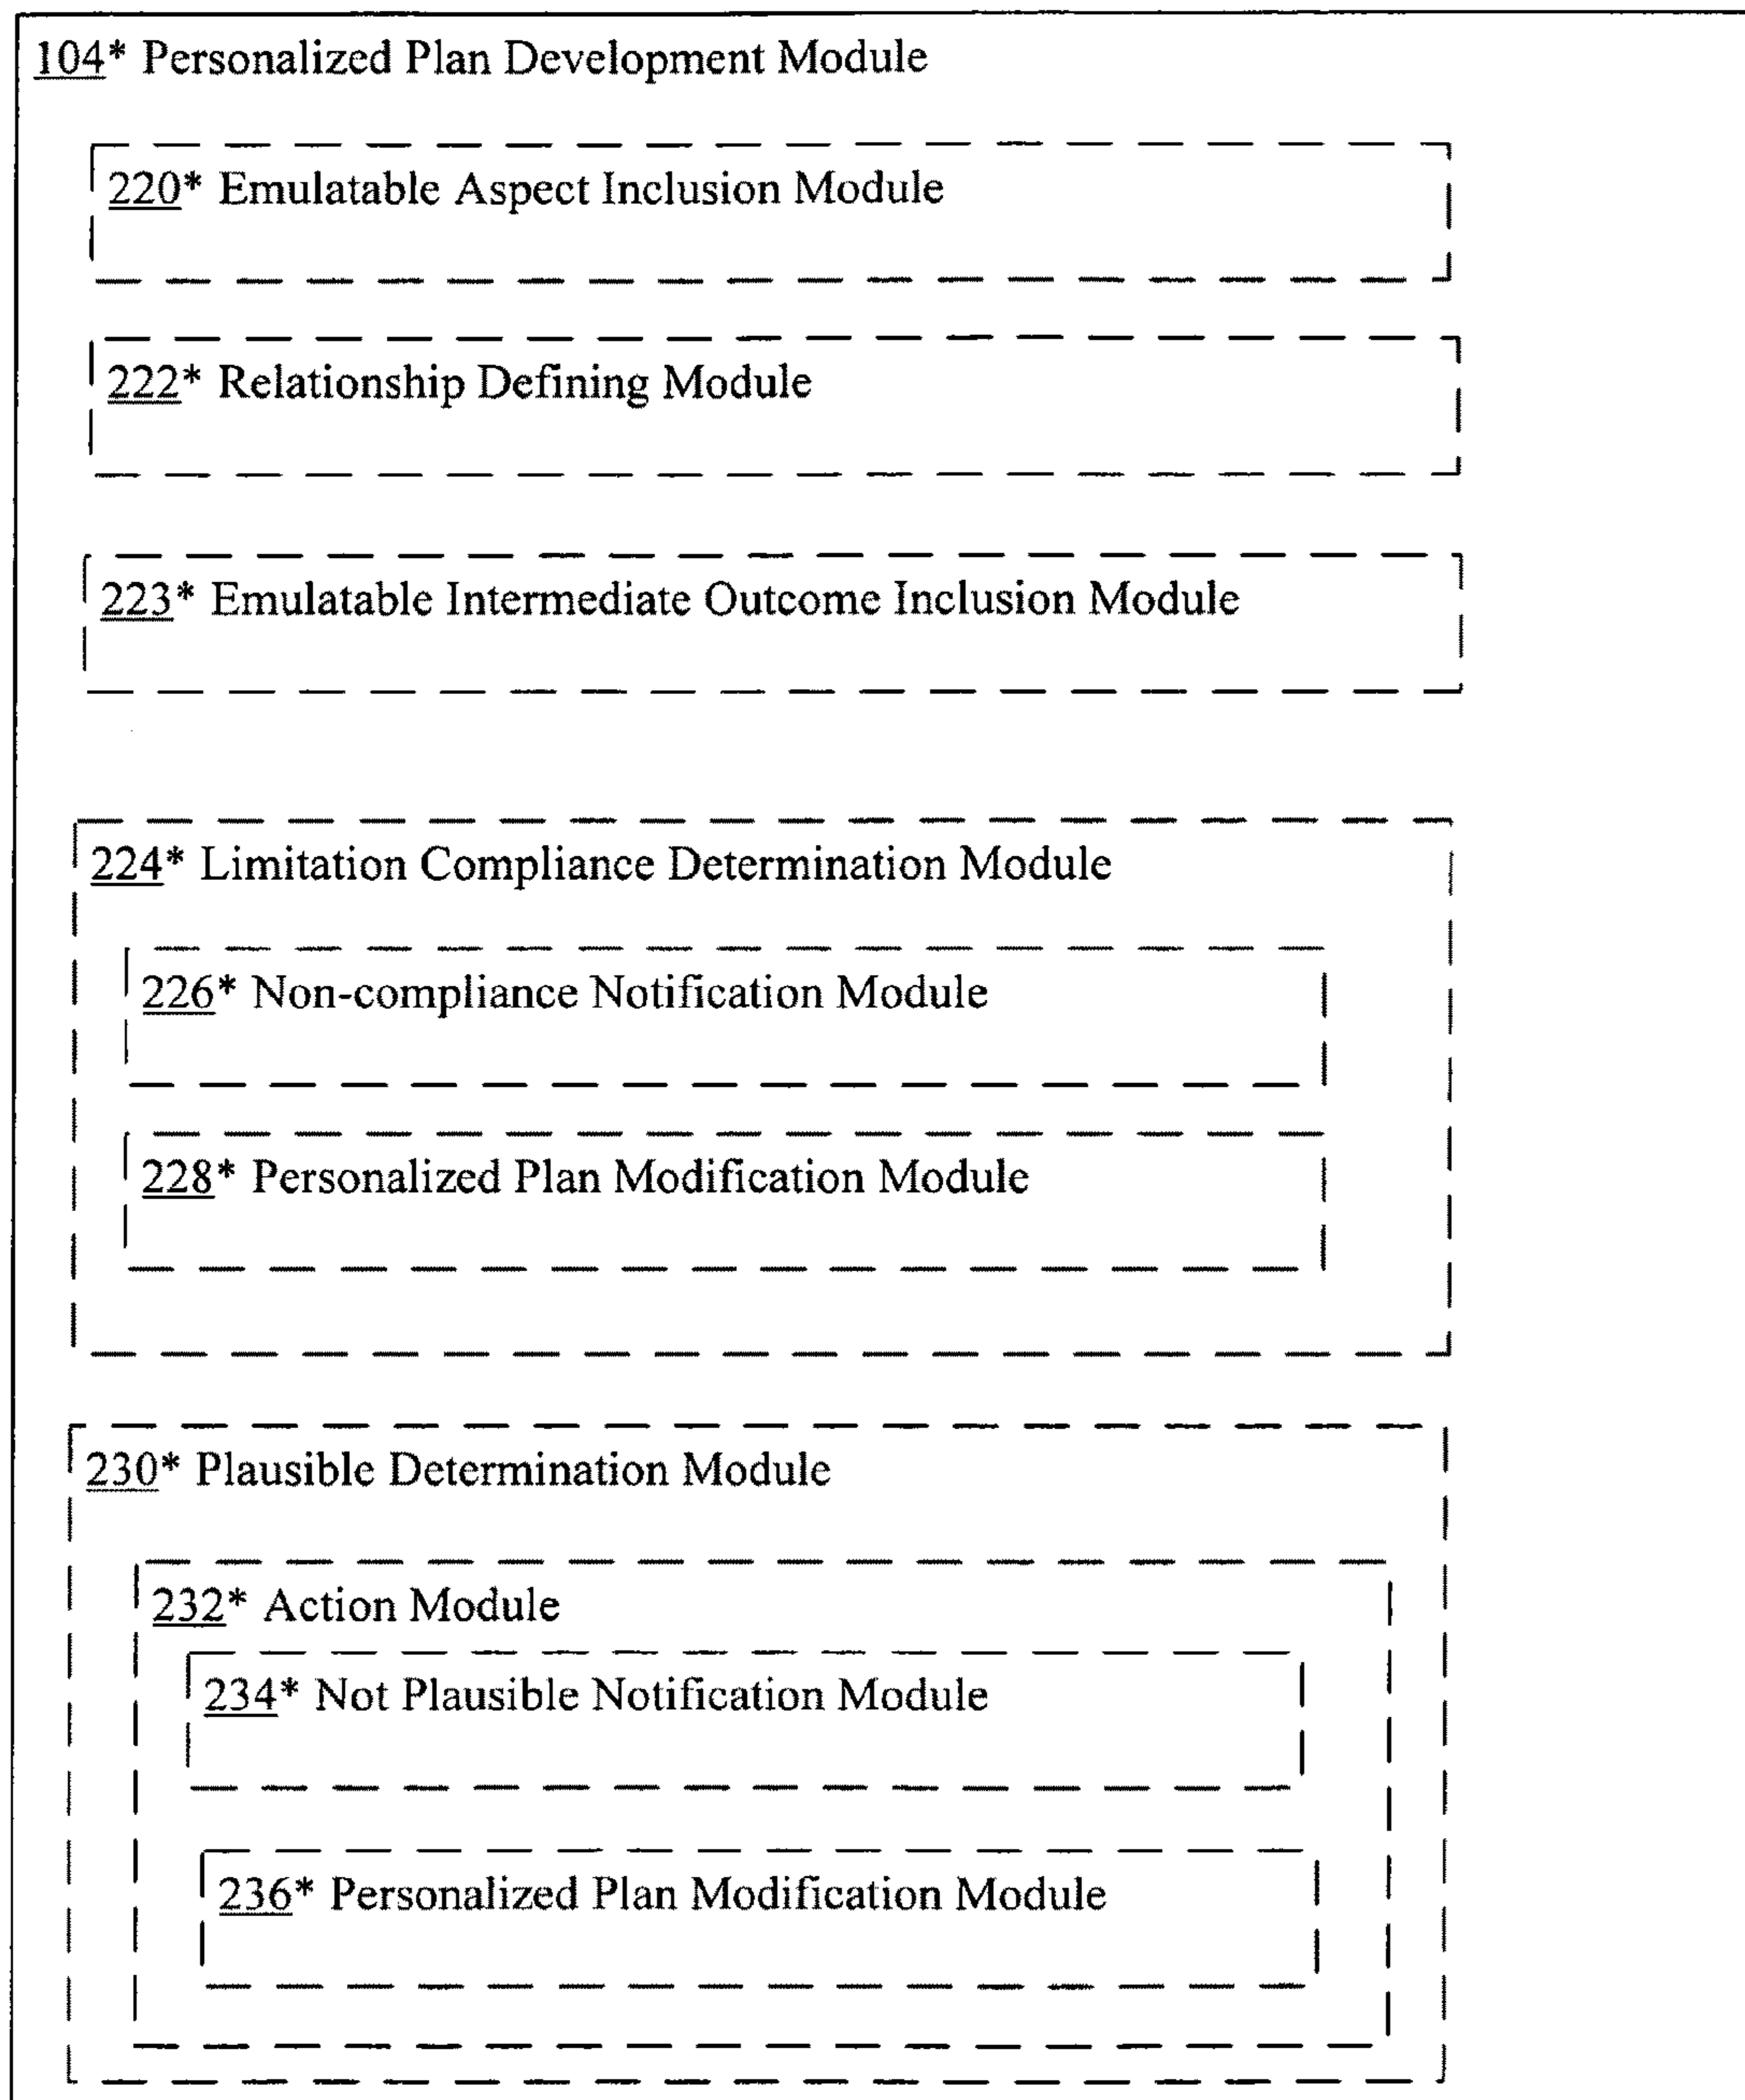 104* Personalized Plan Development Module
220* Emulatable Aspect Inclusion Module
222* Relationship Defining Module
223* Emulatable Intermediate Outcome Inclusion Module
224* Limitation Compliance Determination Module
226* Non-compliance Notification Module
228* Personalized Plan Modification Module
230* Plausible Determination Module
232* Action Module
234* Not Plausible Notification Module
236* Personalized Plan Modification Module